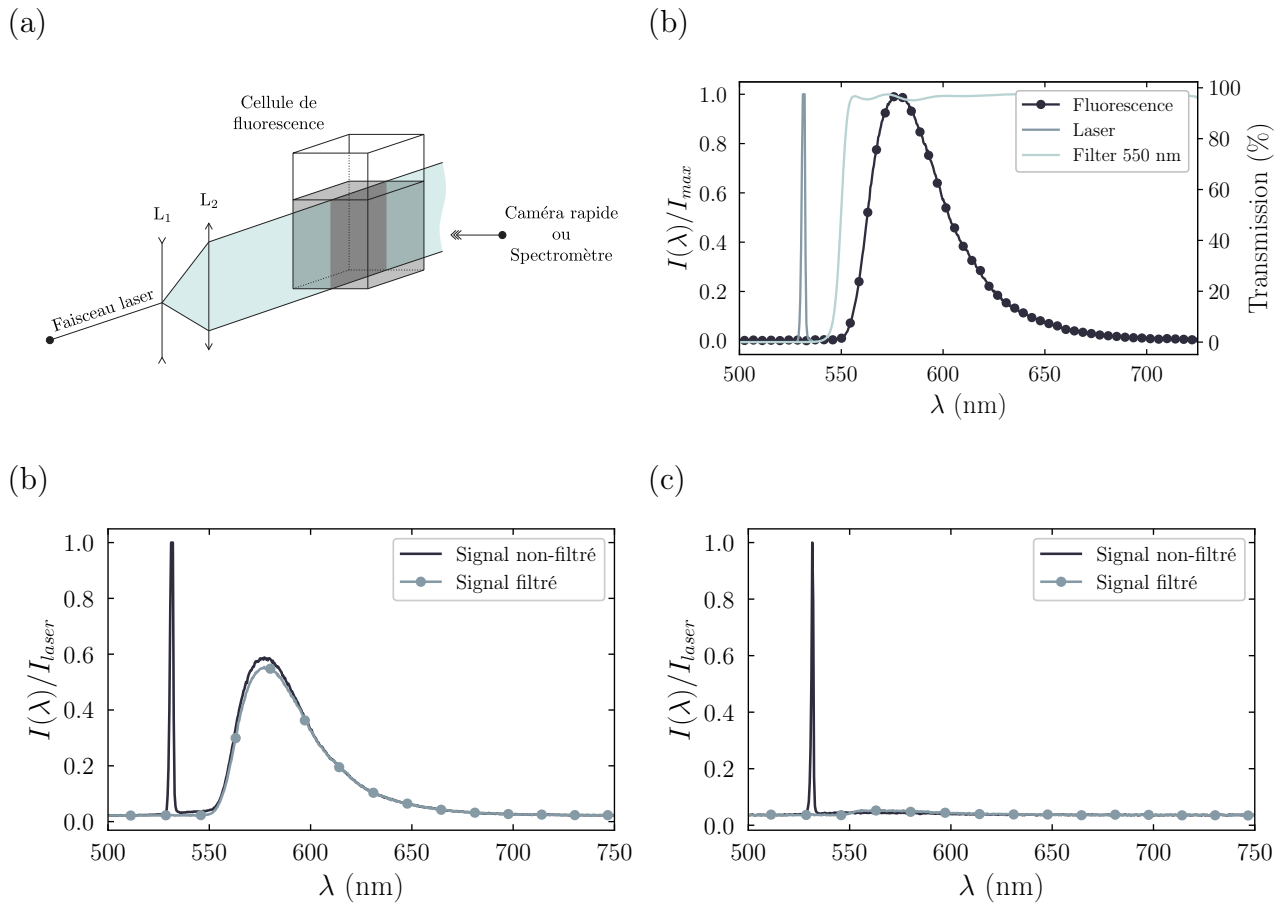 (a)
Cellule de
fluorescence
L1
L2
Faisceau laser
Caméra rapide
ou
Spectromètre
(b)
I(λ)/I_max
1.0
0.8
0.6
0.4
0.2
0.0
Fluorescence
Laser
Filter 550 nm
100
80
60
40
20
0
Transmission (%)
500 550 600 650 700
λ (nm)
(b)
I(λ)/I_laser
1.0
0.8
0.6
0.4
0.2
0.0
Signal non-filtré
Signal filtré
500 550 600 650 700 750
λ (nm)
(c)
I(λ)/I_laser
1.0
0.8
0.6
0.4
0.2
0.0
Signal non-filtré
Signal filtré
500 550 600 650 700 750
λ (nm)